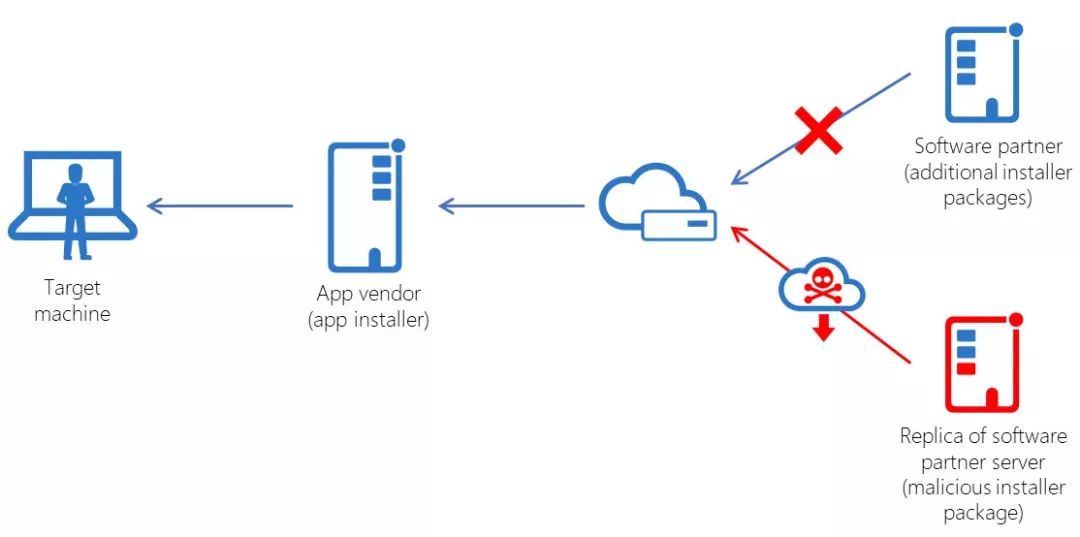 Software partner
(additional installer
packages)
Target
machine
App vendor
(app installer)
Replica of software
partner server
(malicious installer
package)